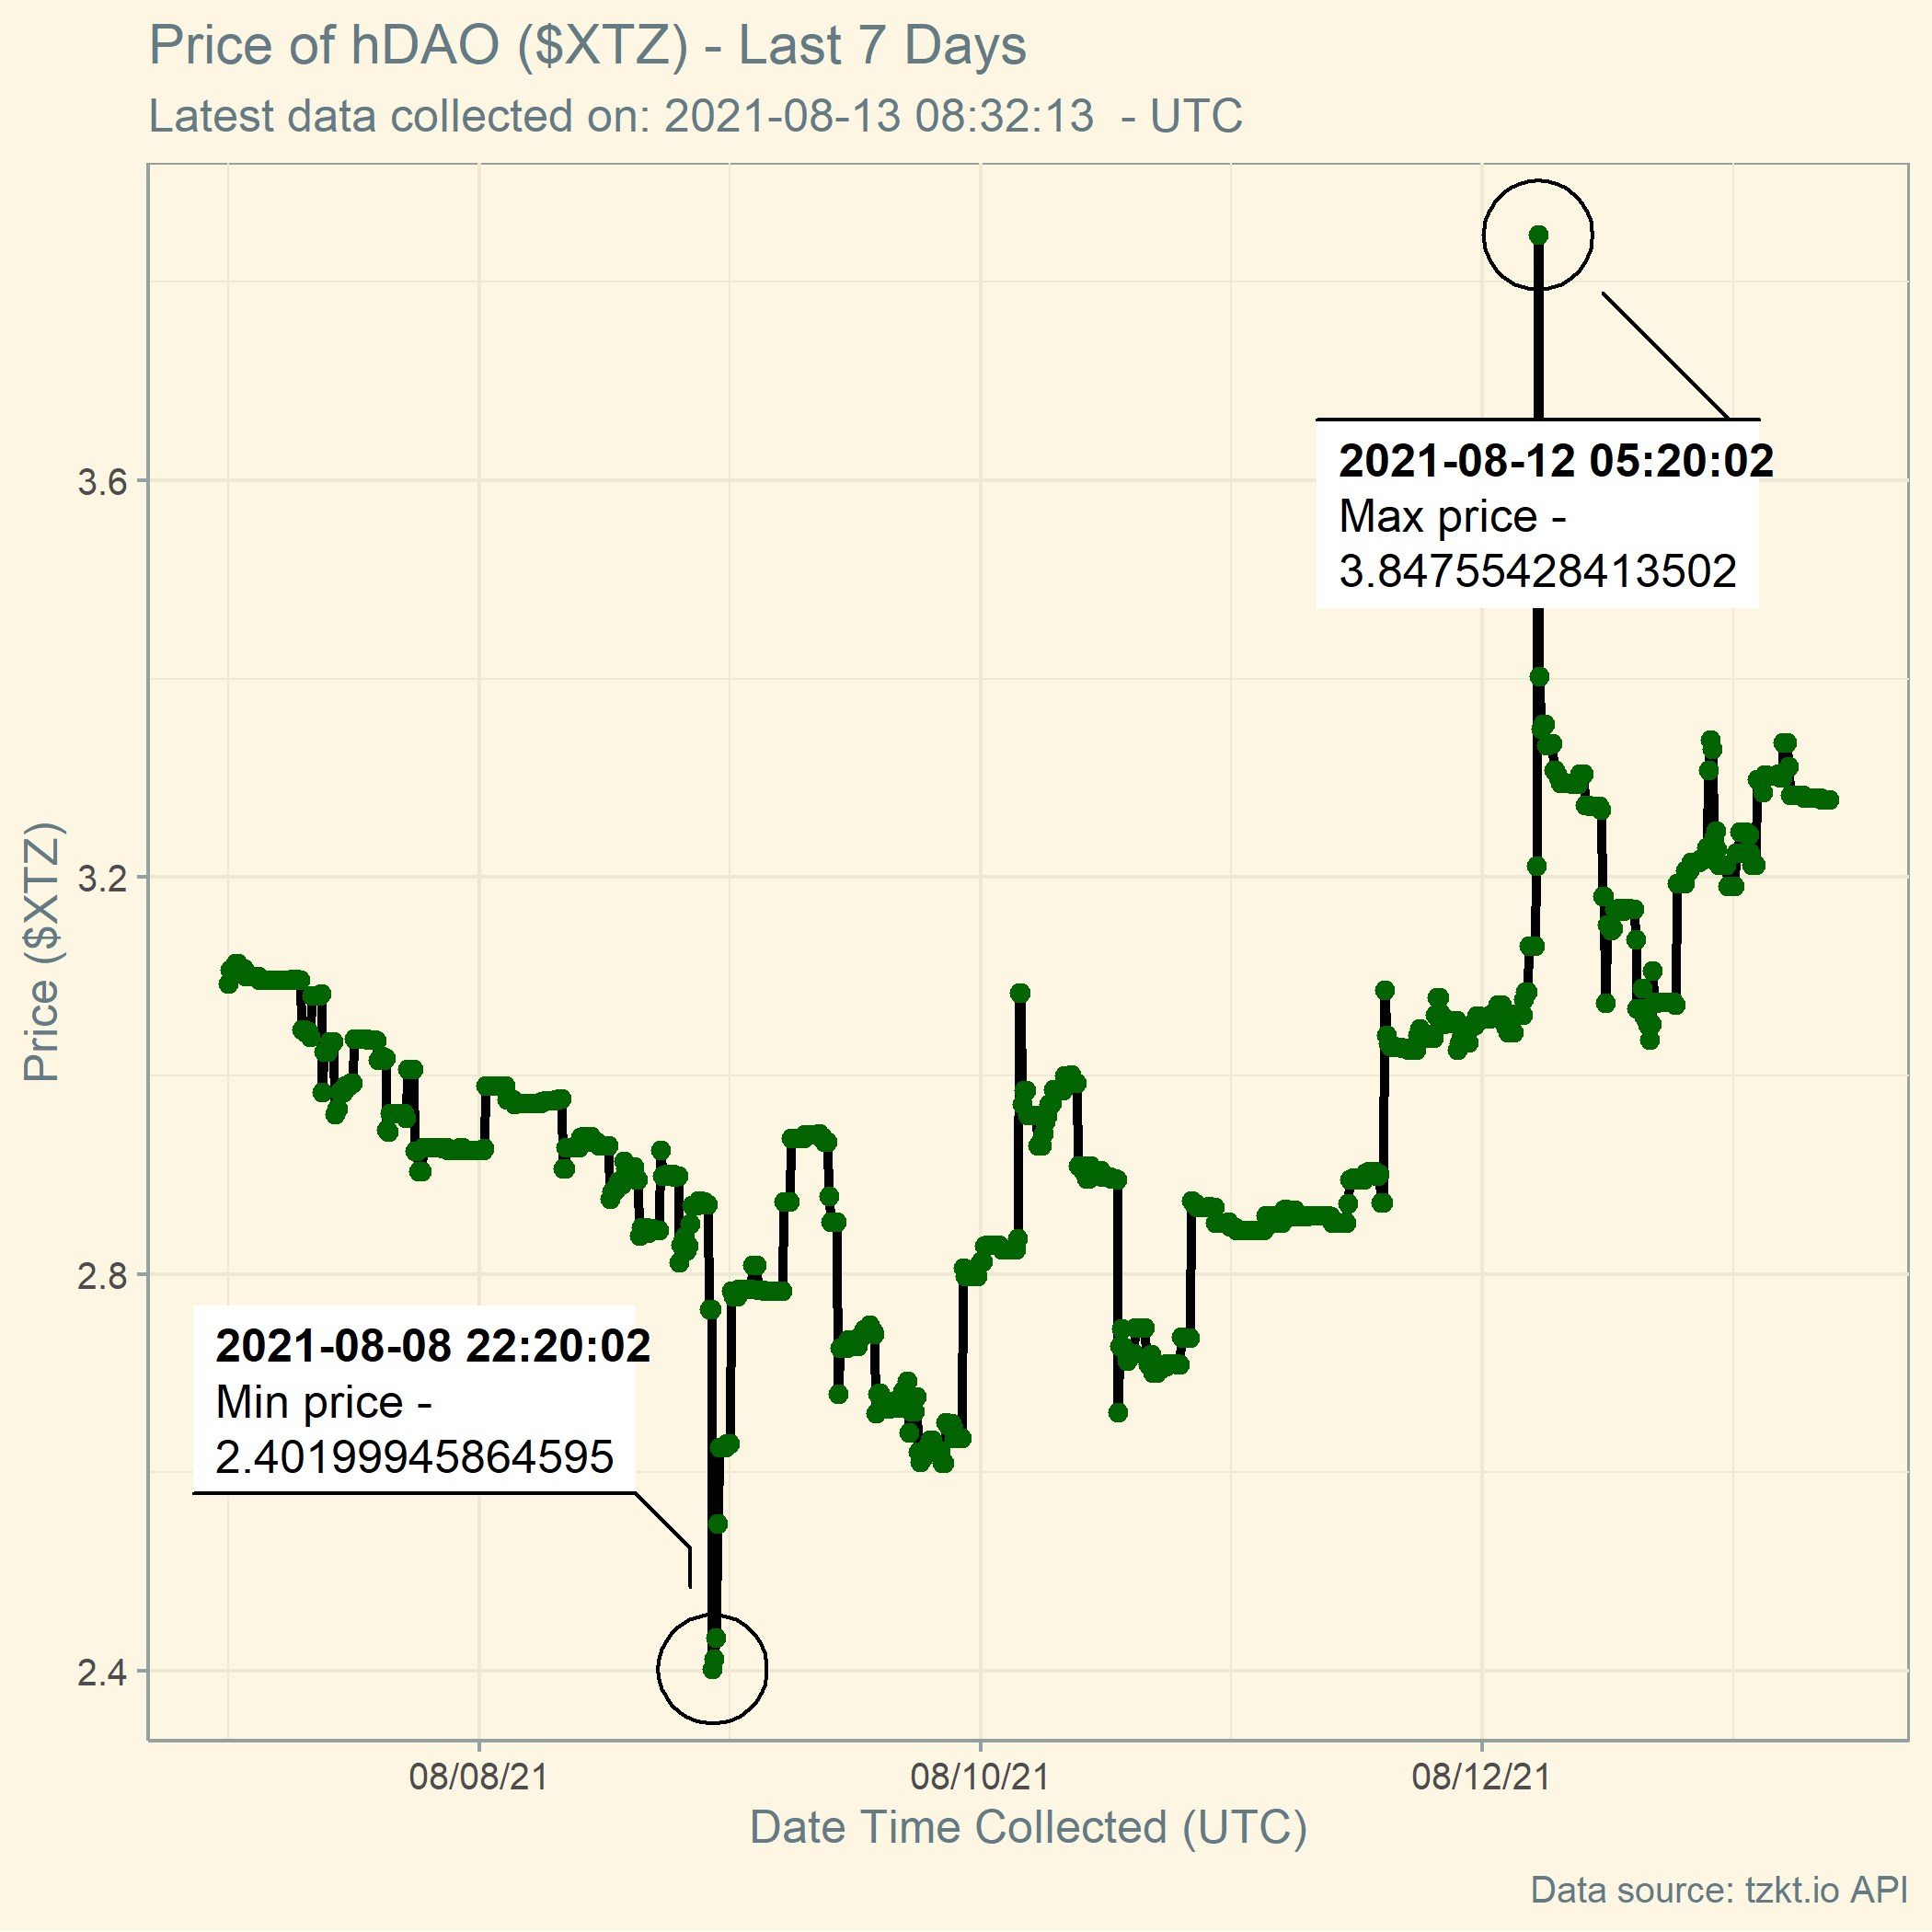 Price of hDAO ($XTZ) - Last 7 Days
Latest data collected on: 2021-08-13 08:32:13  - UTC
2021-08-12 05:20:02
Max price -
3.84755428413502
3.6
3.2
2.8
2.4
Price ($XTZ)
2021-08-08 22:20:02
Min price -
2.40199945864595
08/08/21
08/10/21
08/12/21
Date Time Collected (UTC)
Data source: tzkt.io API